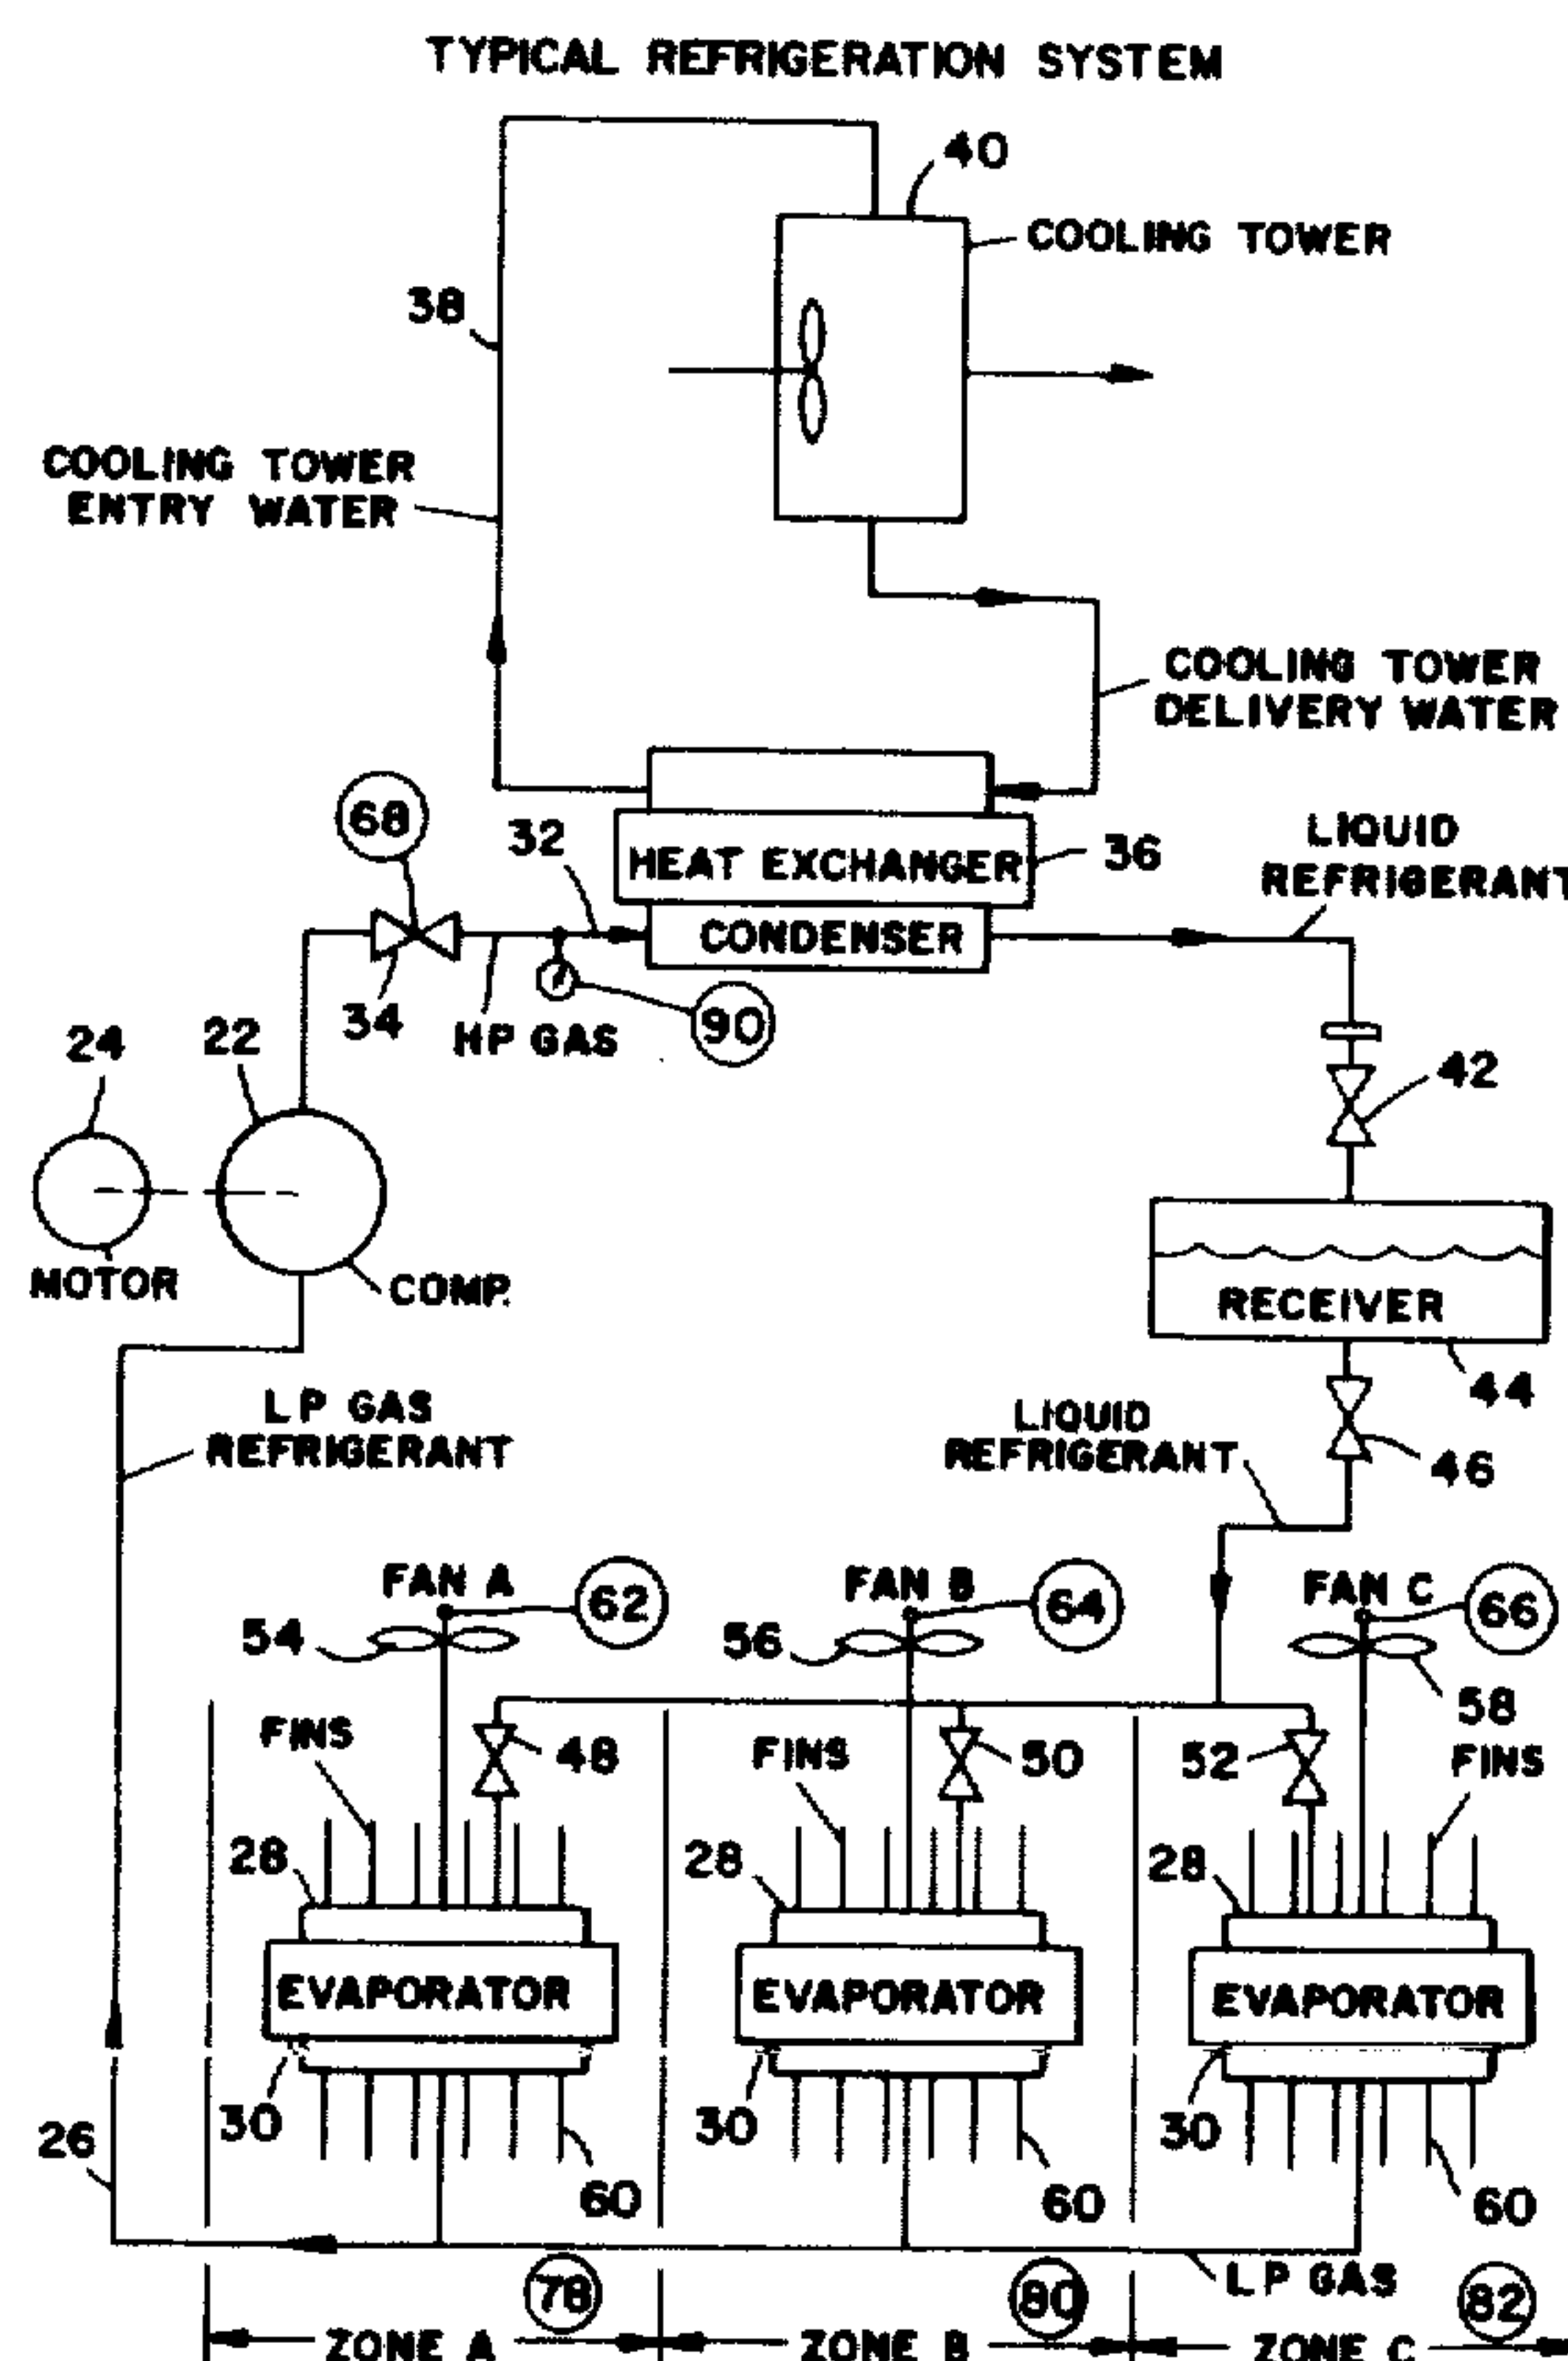 TYPICAL REFRIGERATION SYSTEM
40
COOLING TOWER
38
COOLING TOWER
ENTRY WATER
COOLING TOWER
DELIVERY WATER
68
32
HEAT EXCHANGER
36
LIQUID
REFRIGERANT
CONDENSER
34
HP GAS
90
24
22
42
MOTOR
COMP.
RECEIVER
44
LP GAS
REFRIGERANT
LIQUID
REFRIGERANT
46
FAN A
62
FAN B
64
FAN C
66
54
56
58
FINS
48
FINS
50
52
FINS
28
28
28
EVAPORATOR
EVAPORATOR
EVAPORATOR
30
30
30
26
60
60
60
78
80
LP GAS
82
ZONE A
ZONE B
ZONE C